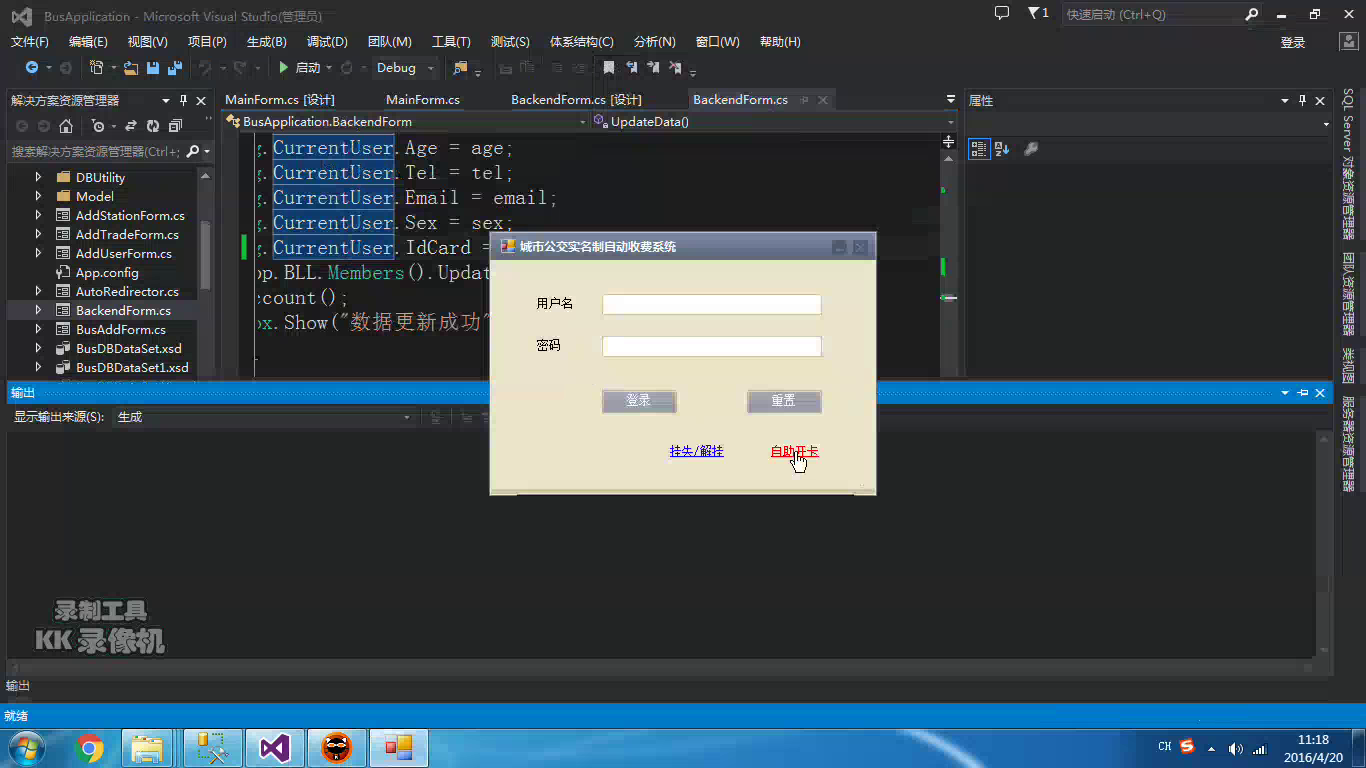 BusApplication - Microsoft Visual Studio(管理员)
1
快速启动 (Ctrl+Q)
文件(F) 编辑(E) 视图(V) 项目(P) 生成(B) 调试(D) 团队(M) 工具(T) 测试(S) 体系结构(C) 分析(N) 窗口(W) 帮助(H)
登录
启动 Debug
解决方案资源管理器
MainForm.cs [设计] MainForm.cs BackendForm.cs [设计] BackendForm.cs
属性
BusApplication.BackendForm
UpdateData()
搜索解决方案资源管理器(Ctrl+;
DBUtility
Model
AddStationForm.cs
AddTradeForm.cs
AddUserForm.cs
App.config
AutoRedirector.cs
BackendForm.cs
BusAddForm.cs
BusDBDataSet.xsd
BusDBDataSet1.xsd
.CurrentUser.Age = age;
.CurrentUser.Tel = tel;
.CurrentUser.Email = email;
.CurrentUser.Sex = sex;
.CurrentUser.IdCard =
pp.BLL.Members().Updat
count();
ox.Show("数据更新成功"
SQL Server 对象资源管理器
团队资源管理器
类视图
服务器资源管理器
城市公交实名制自动收费系统
用户名
密码
登录 重置
挂失/解挂 自助开卡
输出
显示输出来源(S): 生成
录制工具
KK 录像机
输出
就绪
CH
11:18
2016/4/20